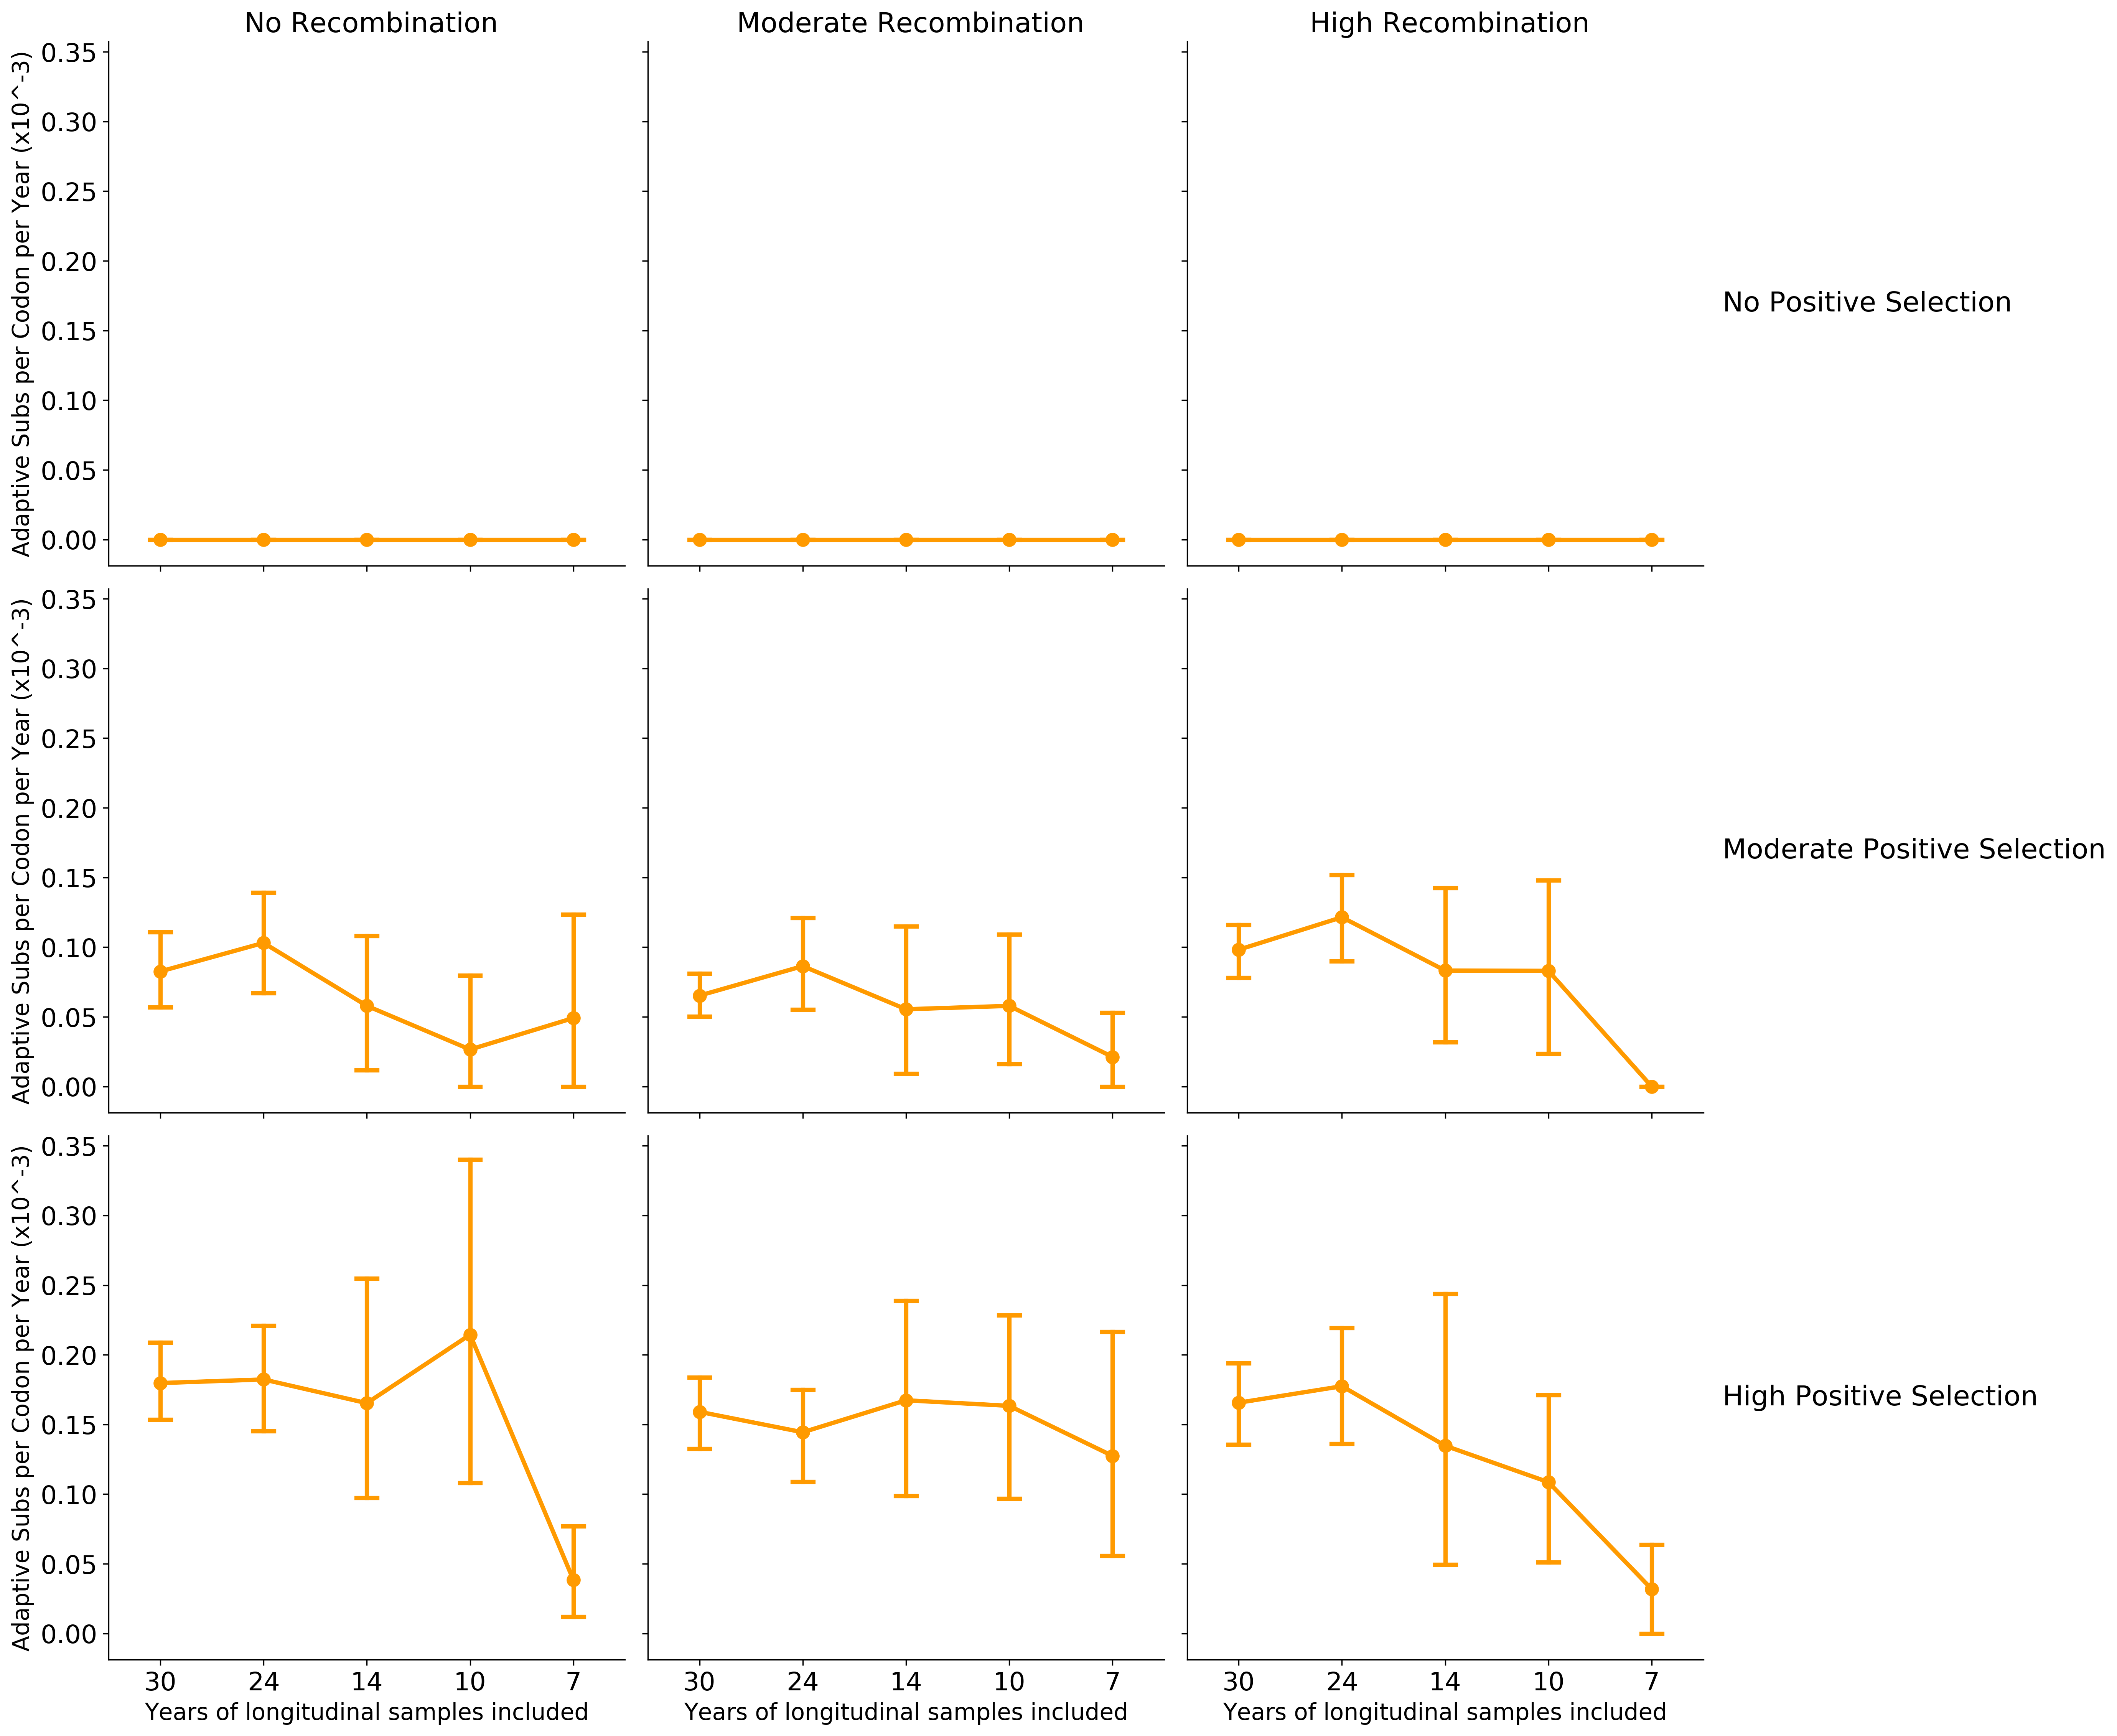 No Recombination
Moderate Recombination
High Recombination
Adaptive Subs per Codon per Year (x10^-3)
0.35
0.30
0.25
0.20
0.15
0.10
0.05
0.00
No Positive Selection
Adaptive Subs per Codon per Year (x10^-3)
0.35
0.30
0.25
0.20
0.15
0.10
0.05
0.00
Moderate Positive Selection
Adaptive Subs per Codon per Year (x10^-3)
0.35
0.30
0.25
0.20
0.15
0.10
0.05
0.00
High Positive Selection
30 24 14 10 7
Years of longitudinal samples included
30 24 14 10 7
Years of longitudinal samples included
30 24 14 10 7
Years of longitudinal samples included